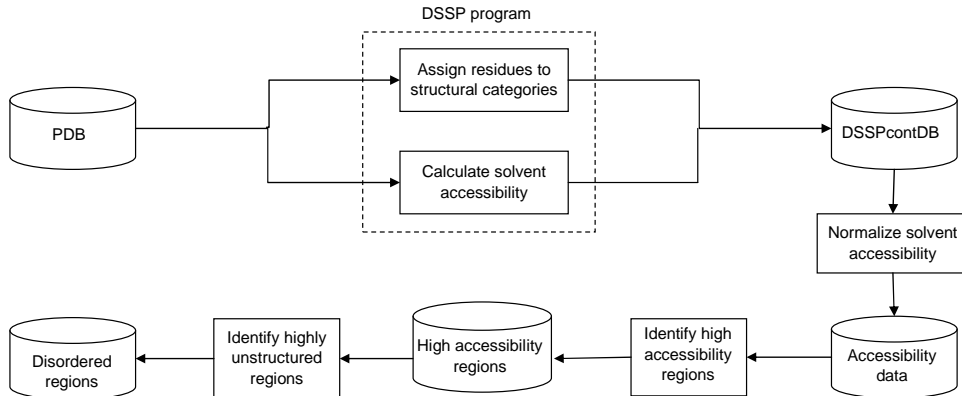 DSSP program
Assign residues to
structural categories
PDB
DSSPcontDB
Calculate solvent
accessibility
Normalize solvent
accessibility
Disordered
regions
Identify highly
unstructured
regions
High accessibility
regions
Identify high
accessibility
regions
Accessibility
data